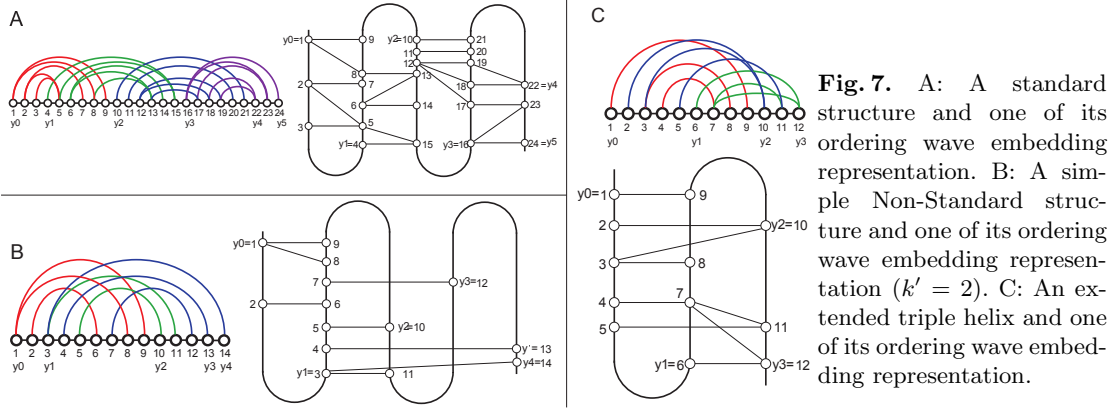 A
1 2 3 4 5 6 7 8 9 10 11 12 13 14 15 16 17 18 19 20 21 22 23 24
y0 y1 y2 y3 y4 y5
y0=1 9 y2=10 21
11 20
12 19
8 13
2 7 18 22=y4
6 14 17 23
3 5
y1=4 15 y3=16 24=y5
B
1 2 3 4 5 6 7 8 9 10 11 12 13 14
y0 y1 y2 y3 y4
y0=1 9
8
7 y3=12
2 6
5 y2=10
4 y'= 13
y1=3 11 y4=14
C
1 2 3 4 5 6 7 8 9 10 11 12
y0 y1 y2 y3
y0=1 9
2 y2=10
3 8
4 7
5 11
y1=6 y3=12
Fig. 7. A: A standard
structure and one of its
ordering wave embedding
representation. B: A sim-
ple Non-Standard struc-
ture and one of its ordering
wave embedding represen-
tation (k′ = 2). C: An ex-
tended triple helix and one
of its ordering wave embed-
ding representation.